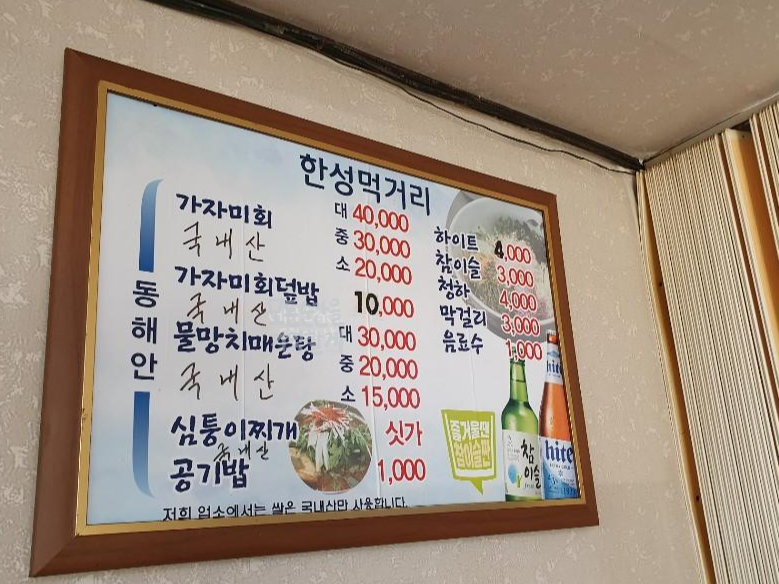 한성먹거리
동해안
가자미회 대 40,000
국내산 중 30,000
소 20,000
가자미회덮밥 10,000
국내산
물망치매운탕 대 30,000
국내산 중 20,000
소 15,000
심퉁이찌개 싯가
국내산
공기밥 1,000
하이트 4,000
참이슬 3,000
청하 4,000
막걸리 3,000
음료수 1,000
즐거울땐
참이슬편
참이슬
hite
저희 업소에서는 쌀은 국내산만 사용합니다.